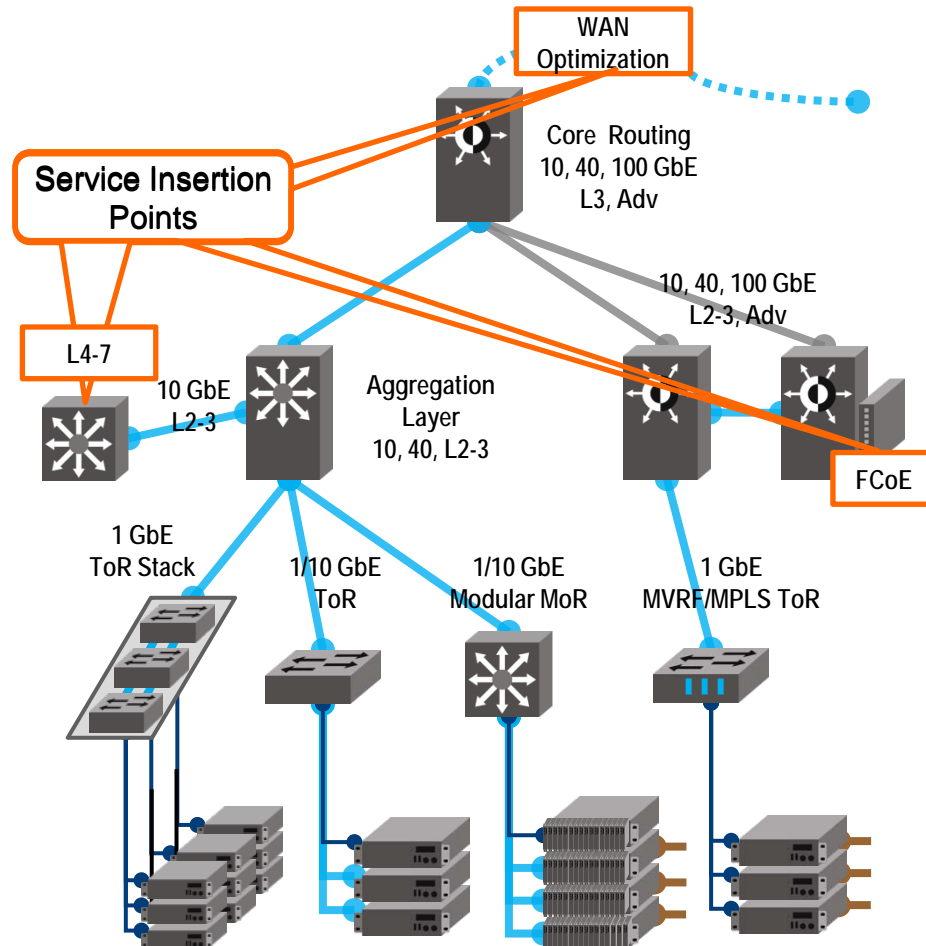 WAN
Optimization
Core Routing
10, 40, 100 GbE
L3, Adv
Service Insertion
Points
10, 40, 100 GbE
L2-3, Adv
L4-7
10 GbE
L2-3
Aggregation
Layer
10, 40, L2-3
FCoE
1 GbE
ToR Stack
1/10 GbE
ToR
1/10 GbE
Modular MoR
1 GbE
MVRF/MPLS ToR